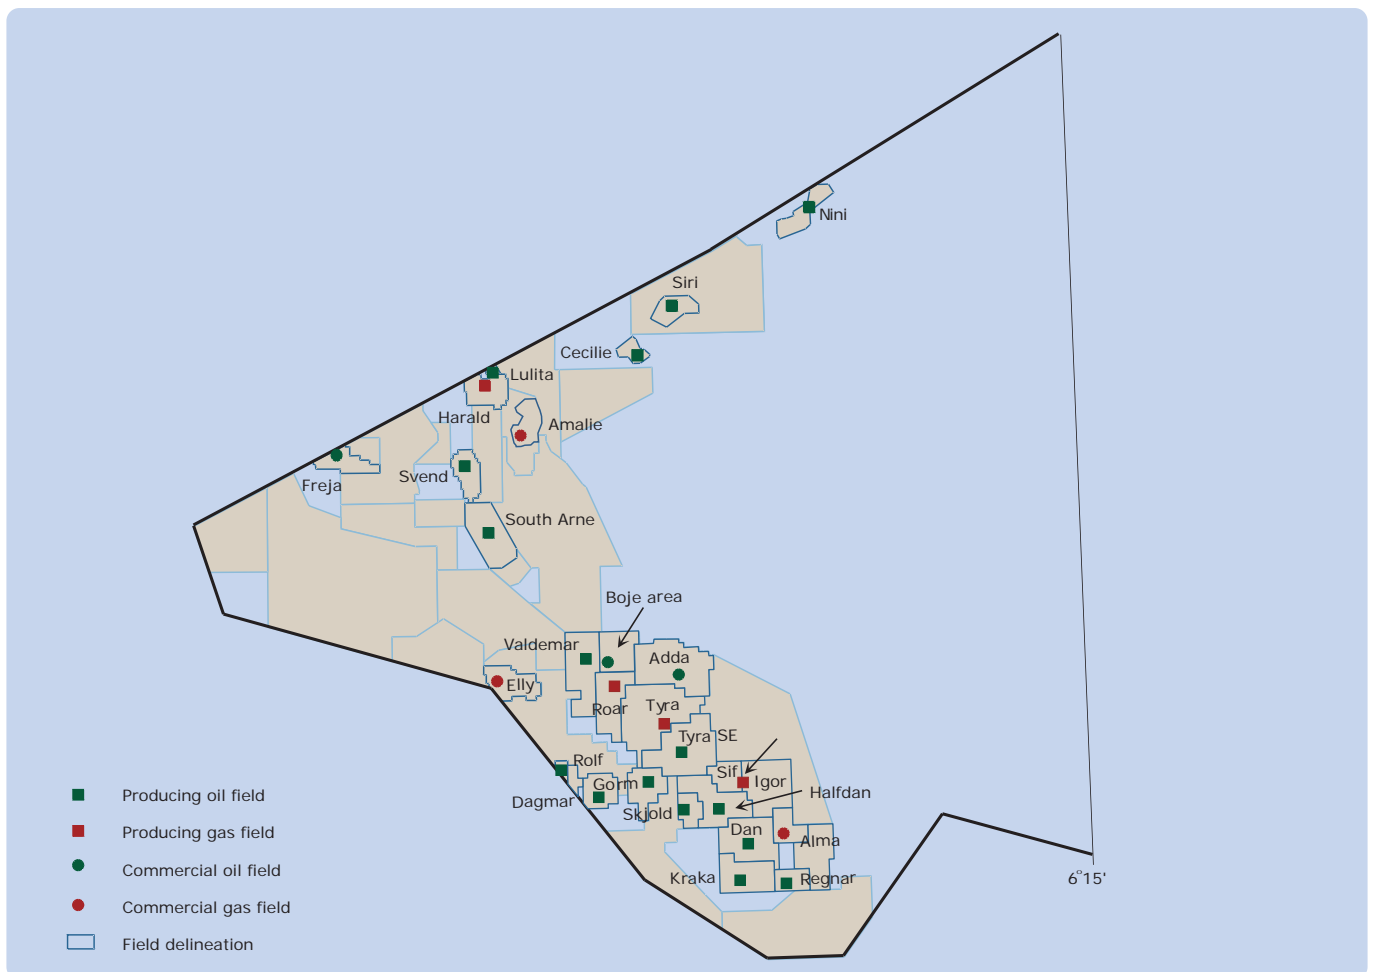 Nini
Siri
Cecilie
Lulita
Harald
Amalie
Svend
Freja
South Arne
Boje area
Valdemar
Adda
Elly
Roar
Tyra
Tyra SE
Rolf
Sif
Igor
Gorm
Halfdan
Dagmar
Skjold
Dan
Alma
Kraka
Regnar
6°15'
Producing oil field
Producing gas field
Commercial oil field
Commercial gas field
Field delineation